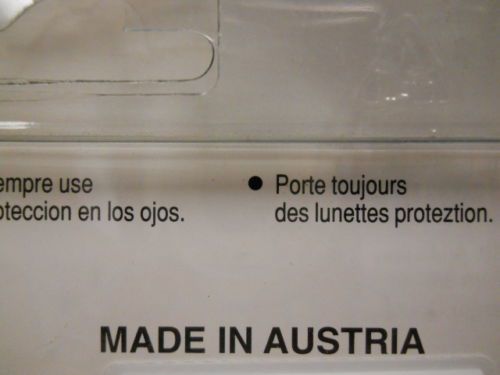 empre use
oteccion en los ojos.
● Porte toujours
des lunettes proteztion.
MADE IN AUSTRIA